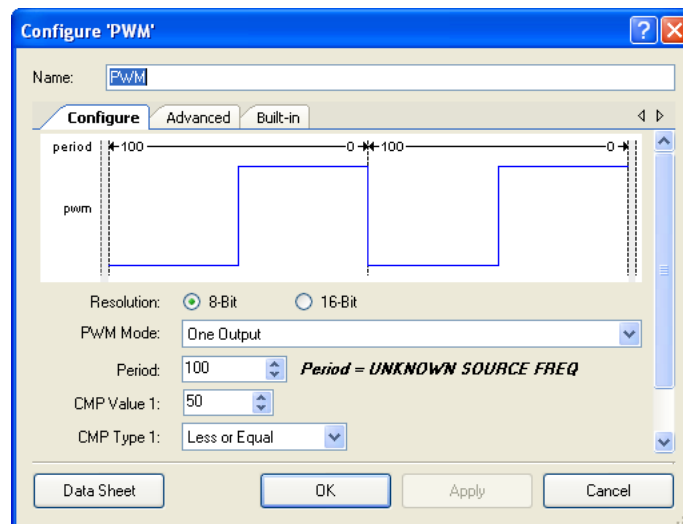 Configure 'PWM'
Name: PWM
Configure Advanced Built-in
period 100 0 100 0
pwm
Resolution: 8-Bit 16-Bit
PWM Mode: One Output
Period: 100 Period = UNKNOWN SOURCE FREQ
CMP Value 1: 50
CMP Type 1: Less or Equal
Data Sheet OK Apply Cancel